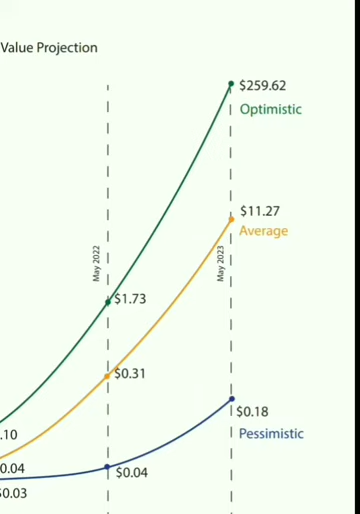 Value Projection
$259.62
Optimistic
$11.27
Average
May 2022
May 2023
$1.73
$0.31
$0.18
.10
Pessimistic
0.04
$0.04
$0.03